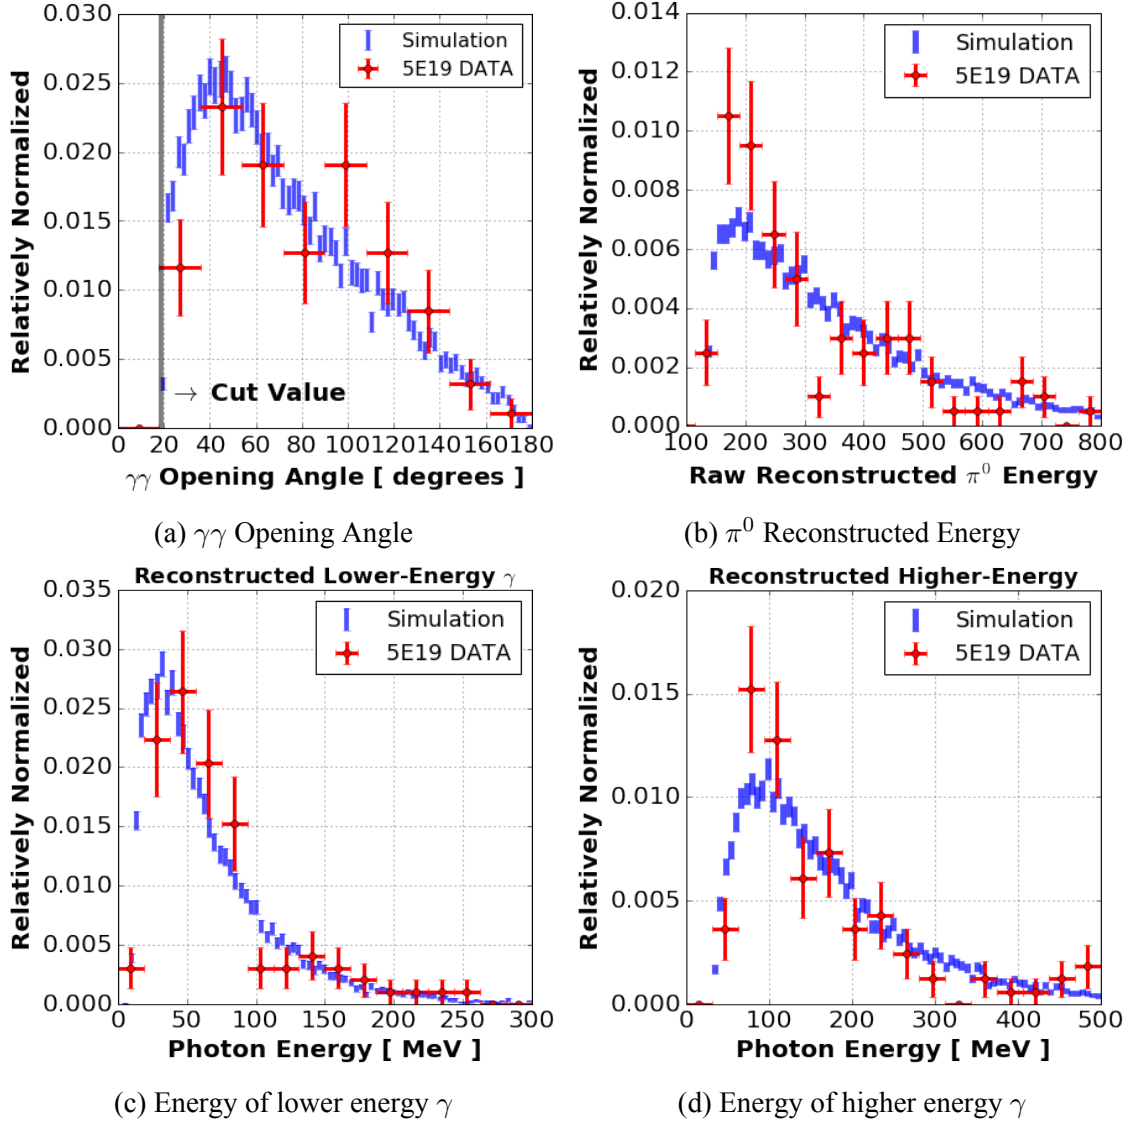 0.030
0.025
0.020
0.015
0.010
0.005
0.000
Relatively Normalized
Simulation
5E19 DATA
→ Cut Value
0 20 40 60 80 100 120 140 160 180
γγ Opening Angle [ degrees ]
(a) γγ Opening Angle
0.014
0.012
0.010
0.008
0.006
0.004
0.002
0.000
Relatively Normalized
Simulation
5E19 DATA
100 200 300 400 500 600 700 800
Raw Reconstructed π⁰ Energy
(b) π⁰ Reconstructed Energy
Reconstructed Lower-Energy γ
0.035
0.030
0.025
0.020
0.015
0.010
0.005
0.000
Relatively Normalized
Simulation
5E19 DATA
0 50 100 150 200 250 300
Photon Energy [ MeV ]
(c) Energy of lower energy γ
Reconstructed Higher-Energy
0.020
0.015
0.010
0.005
0.000
Relatively Normalized
Simulation
5E19 DATA
0 100 200 300 400 500
Photon Energy [ MeV ]
(d) Energy of higher energy γ